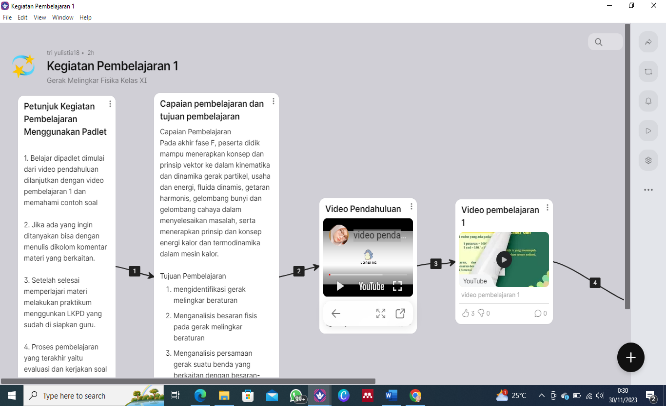 Kegiatan Pembelajaran 1
File Edit View Window Help
tri yulistia18 • 2h
Kegiatan Pembelajaran 1
Gerak Melingkar Fisika Kelas XI
Petunjuk Kegiatan
Pembelajaran
Menggunakan Padlet
1. Belajar dipadlet dimulai
dari video pendahuluan
dilanjutkan dengan video
pembelajaran 1 dan
memahami contoh soal
2. Jika ada yang ingin
ditanyakan bisa dengan
menulis dikolom komentar
materi yang berkaitan.
3. Setelah selesai
memperlajari materi
melakukan praktikum
menggunkan LKPD yang
sudah di siapkan guru.
4. Proses pembelajaran
yang terakhir yaitu
evaluasi dan kerjakan soal
1
Capaian pembelajaran dan
tujuan pembelajaran
Capaian Pembelajaran
Pada akhir fase F, peserta didik
mampu menerapkan konsep dan
prinsip vektor ke dalam kinematika
dan dinamika gerak partikel, usaha
dan energi, fluida dinamis, getaran
harmonis, gelombang bunyi dan
gelombang cahaya dalam
menyelesaikan masalah, serta
menerapkan prinsip dan konsep
energi kalor dan termodinamika
dalam mesin kalor.
Tujuan Pembelajaran
1. mengidentifikasi gerak
melingkar beraturan
2. Menganalisis besaran fisis
pada gerak melingkar
beraturan
3. Menganalisis persamaan
gerak suatu benda yang
berkaitan dengan besaran-
2
Video Pendahuluan
video penda
YouTube
3
Video pembelajaran
1
YouTube
video pembelajaran 1
3 0 0
4
Type here to search
25°C
0:30
30/11/2023